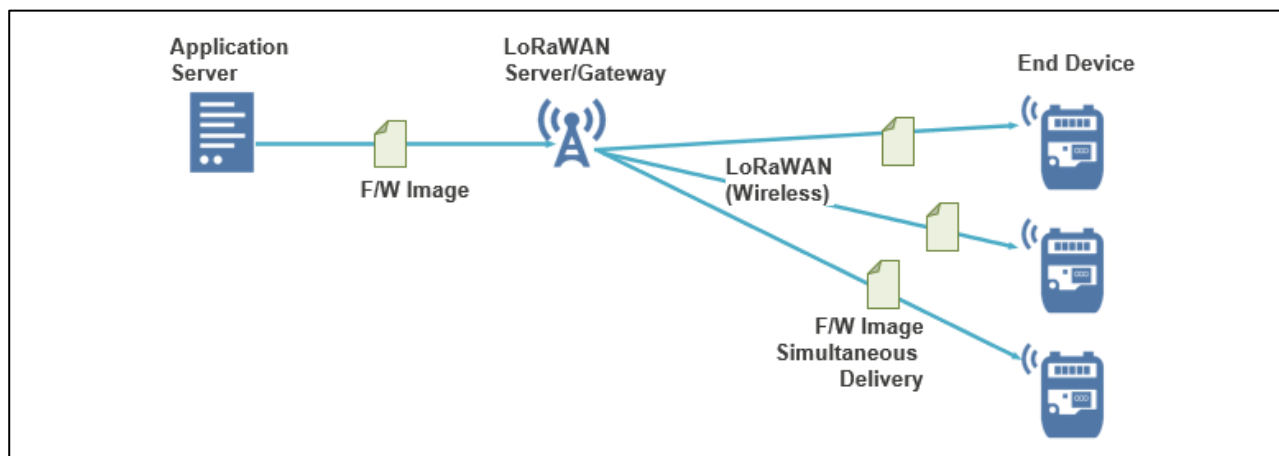 Application
Server
LoRaWAN
Server/Gateway
End Device
F/W Image
LoRaWAN
(Wireless)
F/W Image
Simultaneous
Delivery